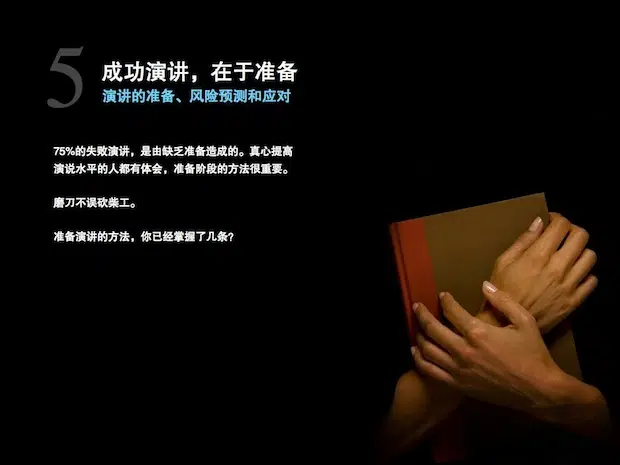 5
成功演讲，在于准备
演讲的准备、风险预测和应对
75%的失败演讲，是由缺乏准备造成的。真心提高
演说水平的人都有体会，准备阶段的方法很重要。
磨刀不误砍柴工。
准备演讲的方法，你已经掌握了几条?